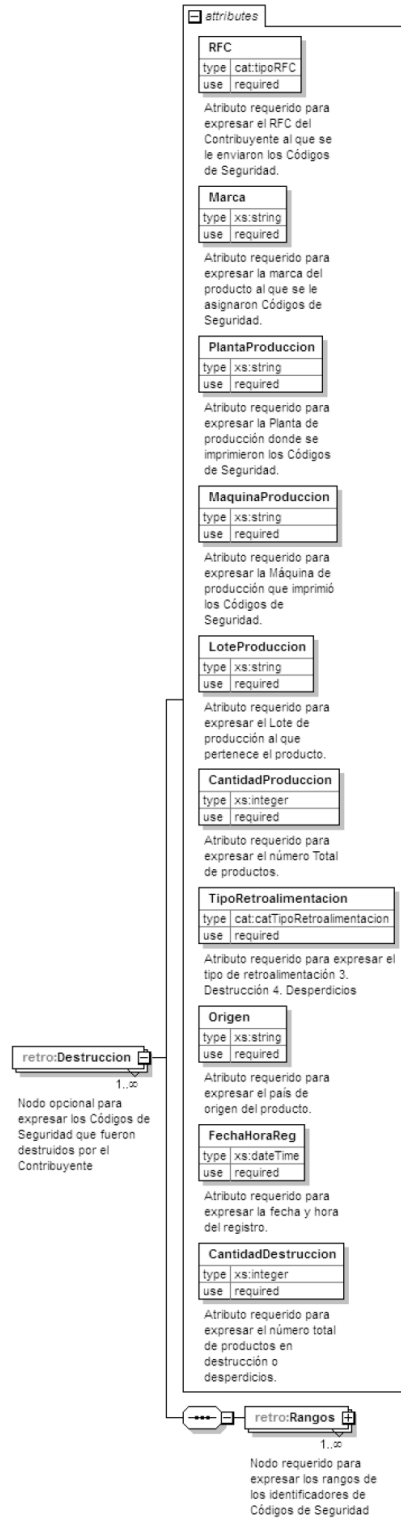 attributes
RFC
type cat:tipoRFC
use required
Atributo requerido para
expresar el RFC del
Contribuyente al que se
le enviaron los Códigos
de Seguridad.
Marca
type xs:string
use required
Atributo requerido para
expresar la marca del
producto al que se le
asignaron Códigos de
Seguridad.
PlantaProduccion
type xs:string
use required
Atributo requerido para
expresar la Planta de
producción donde se
imprimieron los Códigos
de Seguridad.
MaquinaProduccion
type xs:string
use required
Atributo requerido para
expresar la Máquina de
producción que imprimió
los Códigos de
Seguridad.
LoteProduccion
type xs:string
use required
Atributo requerido para
expresar el Lote de
producción al que
pertenece el producto.
CantidadProduccion
type xs:integer
use required
Atributo requerido para
expresar el número Total
de productos.
TipoRetroalimentacion
type cat:catTipoRetroalimentacion
use required
Atributo requerido para expresar el
tipo de retroalimentación 3.
Destrucción 4. Desperdicios
Origen
type xs:string
use required
Atributo requerido para
expresar el país de
origen del producto.
FechaHoraReg
type xs:dateTime
use required
Atributo requerido para
expresar la fecha y hora
del registro.
CantidadDestruccion
type xs:integer
use required
Atributo requerido para
expresar el número total
de productos en
destrucción o
desperdicios.
retro:Destruccion
1..∞
Nodo opcional para
expresar los Códigos de
Seguridad que fueron
destruidos por el
Contribuyente
retro:Rangos
1..∞
Nodo requerido para
expresar los rangos de
los identificadores de
Códigos de Seguridad